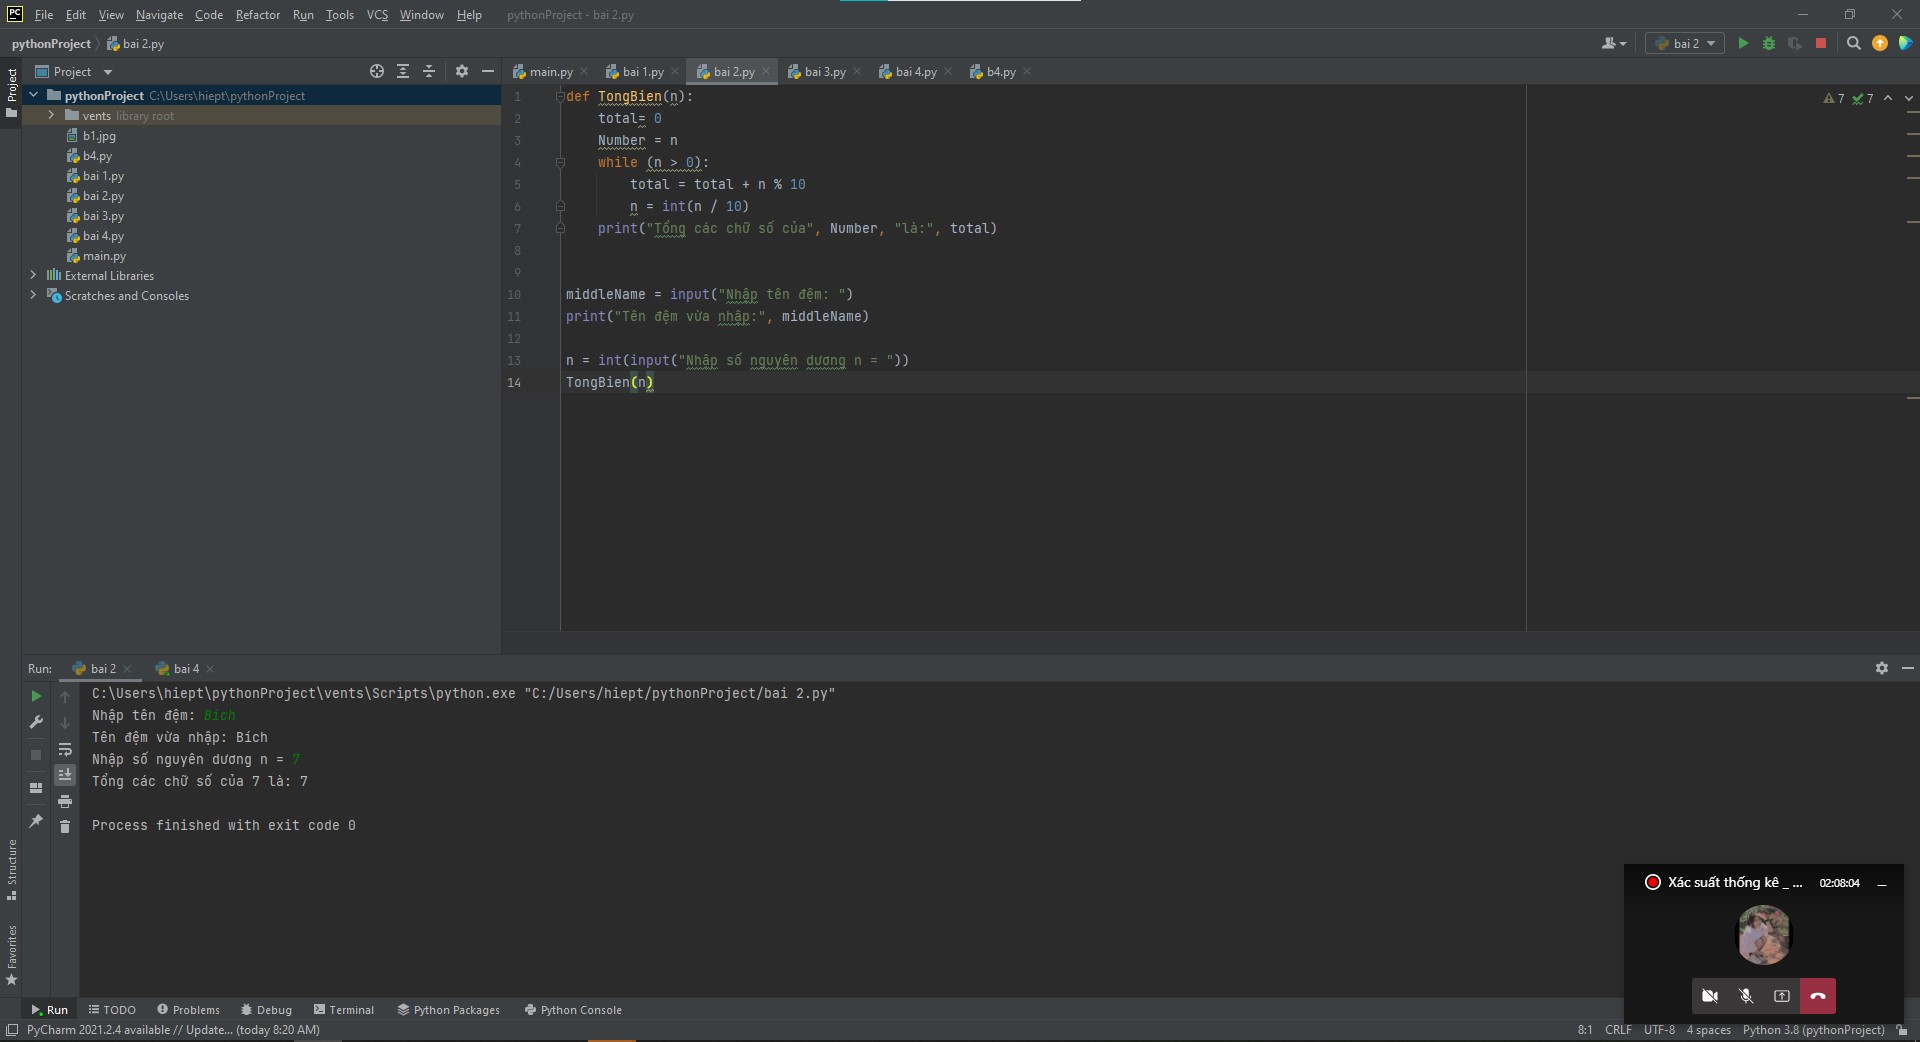 PC File Edit View Navigate Code Refactor Run Tools VCS Window Help pythonProject - bai 2.py
pythonProject bai 2.py bai 2
Project
Project main.py bai 1.py bai 2.py bai 3.py bai 4.py b4.py
pythonProject C:\Users\hiept\pythonProject
vents library root
b1.jpg
b4.py
bai 1.py
bai 2.py
bai 3.py
bai 4.py
main.py
External Libraries
Scratches and Consoles
7 7
1 def TongBien(n):
2 total= 0
3 Number = n
4 while (n > 0):
5 total = total + n % 10
6 n = int(n / 10)
7 print("Tổng các chữ số của", Number, "là:", total)
8
9
10 middleName = input("Nhập tên đệm: ")
11 print("Tên đệm vừa nhập:", middleName)
12
13 n = int(input("Nhập số nguyên dương n = "))
14 TongBien(n)
Run: bai 2 bai 4
C:\Users\hiept\pythonProject\vents\Scripts\python.exe "C:/Users/hiept/pythonProject/bai 2.py"
Nhập tên đệm: Bích
Tên đệm vừa nhập: Bích
Nhập số nguyên dương n = 7
Tổng các chữ số của 7 là: 7
Process finished with exit code 0
Structure
Favorites
Xác suất thống kê _ ... 02:08:04
Run TODO Problems Debug Terminal Python Packages Python Console
PyCharm 2021.2.4 available // Update... (today 8:20 AM) 8:1 CRLF UTF-8 4 spaces Python 3.8 (pythonProject)